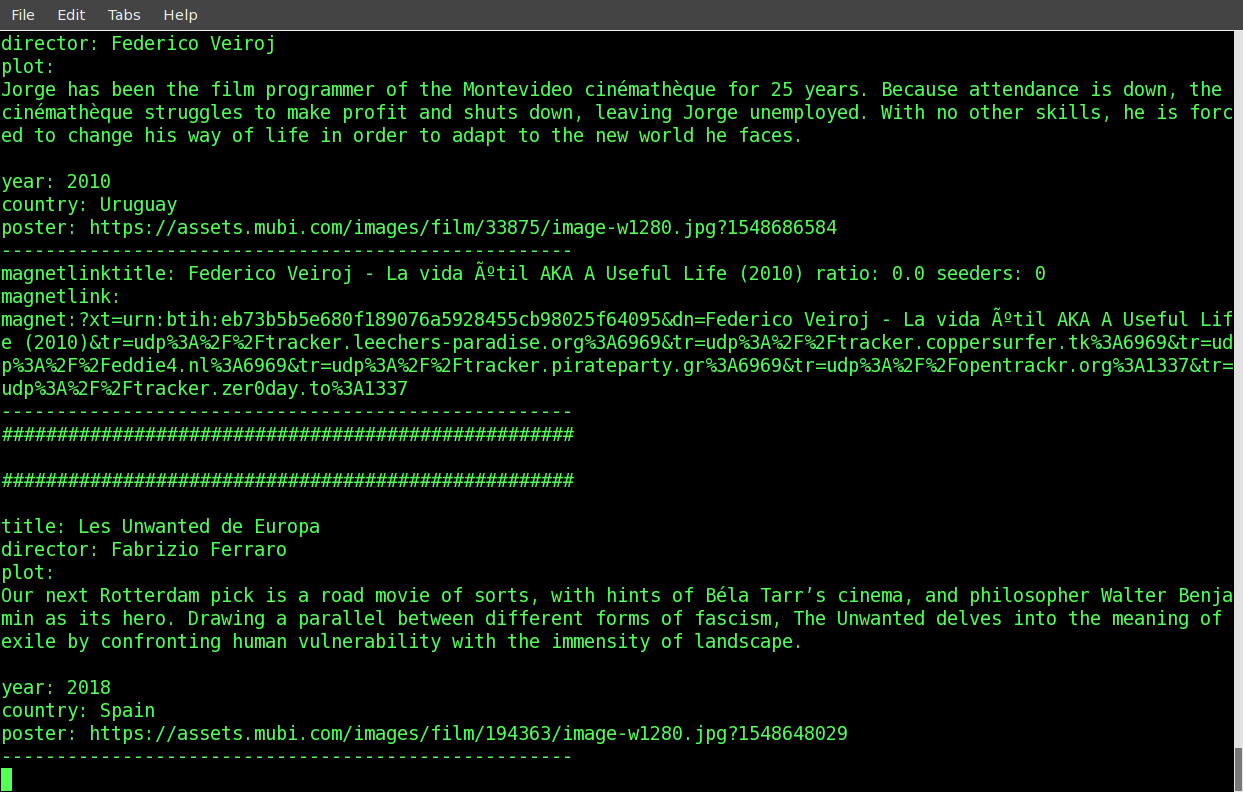 File Edit Tabs Help
director: Federico Veiroj
plot:
Jorge has been the film programmer of the Montevideo cinémathèque for 25 years. Because attendance is down, the
cinémathèque struggles to make profit and shuts down, leaving Jorge unemployed. With no other skills, he is forc
ed to change his way of life in order to adapt to the new world he faces.
year: 2010
country: Uruguay
poster: https://assets.mubi.com/images/film/33875/image-w1280.jpg?1548686584
----------------------------------------------------
magnetlinktitle: Federico Veiroj - La vida Ãºtil AKA A Useful Life (2010) ratio: 0.0 seeders: 0
magnetlink:
magnet:?xt=urn:btih:eb73b5b5e680f189076a5928455cb98025f64095&dn=Federico Veiroj - La vida Ãºtil AKA A Useful Lif
e (2010)&tr=udp%3A%2F%2Ftracker.leechers-paradise.org%3A6969&tr=udp%3A%2F%2Ftracker.coppersurfer.tk%3A6969&tr=ud
p%3A%2F%2Feddie4.nl%3A6969&tr=udp%3A%2F%2Ftracker.pirateparty.gr%3A6969&tr=udp%3A%2F%2Fopentrackr.org%3A1337&tr=
udp%3A%2F%2Ftracker.zer0day.to%3A1337
----------------------------------------------------
####################################################
####################################################
title: Les Unwanted de Europa
director: Fabrizio Ferraro
plot:
Our next Rotterdam pick is a road movie of sorts, with hints of Béla Tarr’s cinema, and philosopher Walter Benja
min as its hero. Drawing a parallel between different forms of fascism, The Unwanted delves into the meaning of
exile by confronting human vulnerability with the immensity of landscape.
year: 2018
country: Spain
poster: https://assets.mubi.com/images/film/194363/image-w1280.jpg?1548648029
----------------------------------------------------